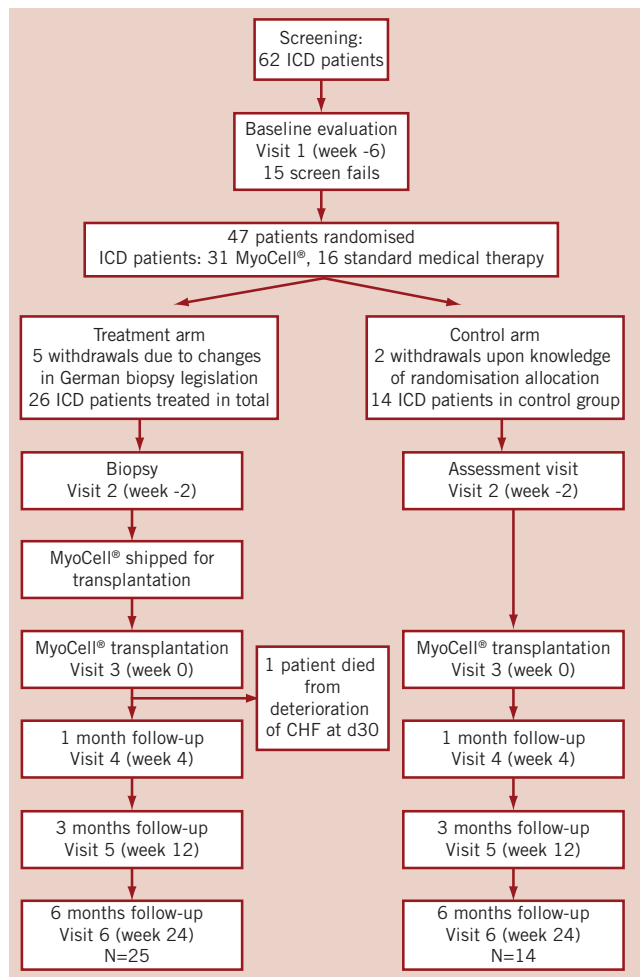 Screening:
62 ICD patients
Baseline evaluation
Visit 1 (week -6)
15 screen fails
47 patients randomised
ICD patients: 31 MyoCell®, 16 standard medical therapy
Treatment arm
5 withdrawals due to changes
in German biopsy legislation
26 ICD patients treated in total
Control arm
2 withdrawals upon knowledge
of randomisation allocation
14 ICD patients in control group
Biopsy
Visit 2 (week -2)
Assessment visit
Visit 2 (week -2)
MyoCell® shipped for
transplantation
MyoCell® transplantation
Visit 3 (week 0)
1 patient died
from
deterioration
of CHF at d30
MyoCell® transplantation
Visit 3 (week 0)
1 month follow-up
Visit 4 (week 4)
1 month follow-up
Visit 4 (week 4)
3 months follow-up
Visit 5 (week 12)
3 months follow-up
Visit 5 (week 12)
6 months follow-up
Visit 6 (week 24)
N=25
6 months follow-up
Visit 6 (week 24)
N=14